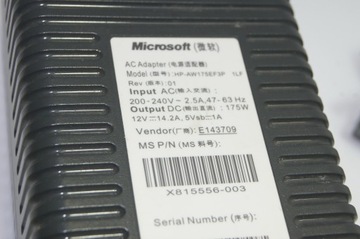 Microsoft (微软)
AC Adapter (电源适配器)
Model (型号): HP-AW175EF3P 1LF
Rev (版本): 01
Input AC(输入交流):
200-240V~2.5A, 47-63 Hz
Output DC(输出直流): 175W
12V⎓14.2A, 5Vsb⎓1A
Vendor(厂商): E143709
MS P/N (MS 料号):
X815556-003
Serial Number (序号):